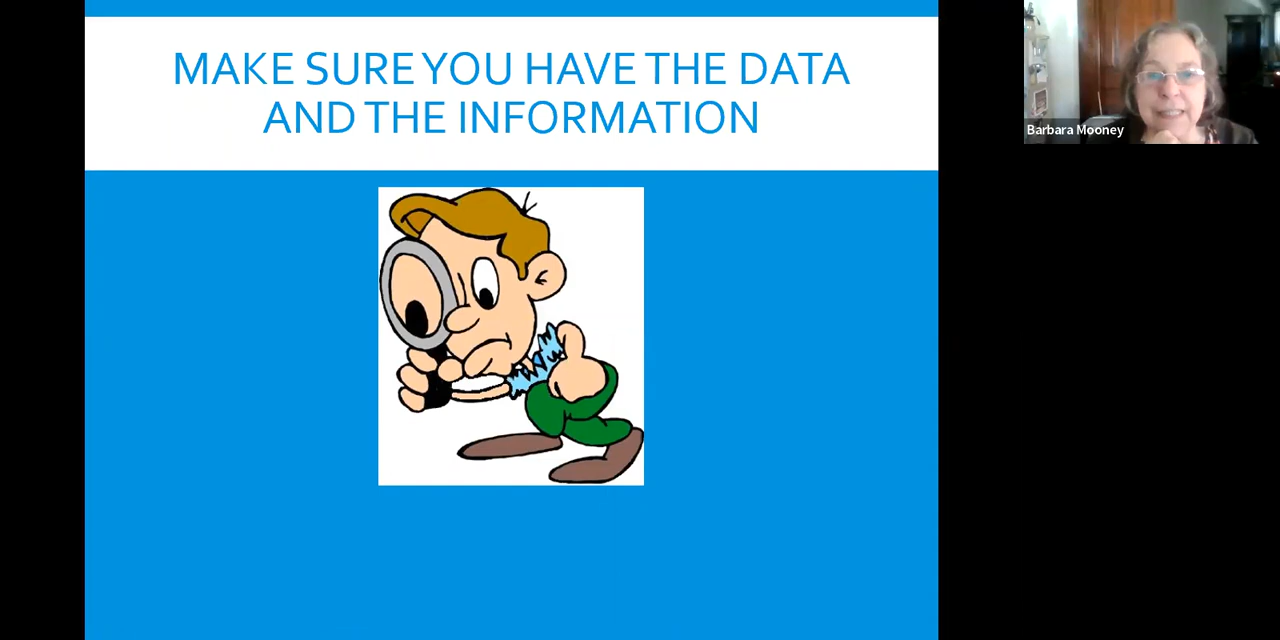 MAKE SURE YOU HAVE THE DATA
AND THE INFORMATION
Barbara Mooney